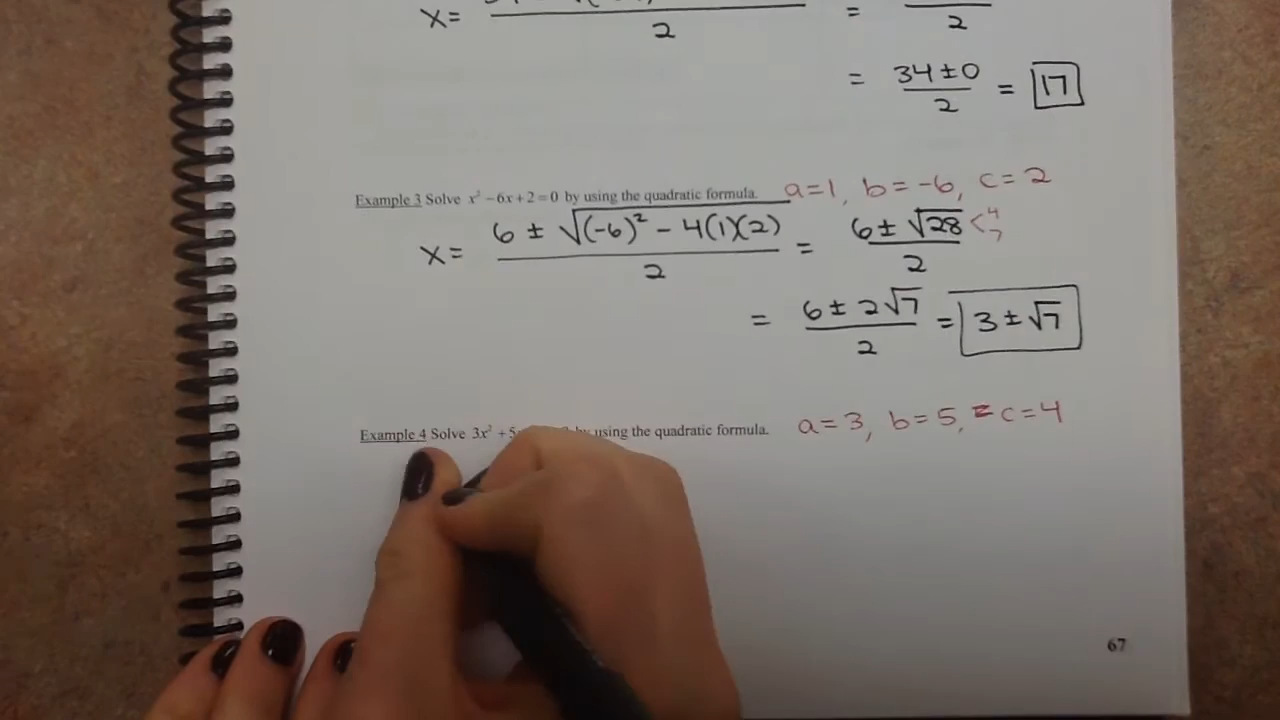 x= 2 = 2
= 34 ± 0 / 2 = 17
Example 3 Solve x² − 6x + 2 = 0 by using the quadratic formula. a=1, b=-6, c=2
x= 6 ± √(-6)² − 4(1)(2) / 2 = 6 ± √28 / 2 < 4 7
= 6 ± 2√7 / 2 = 3 ± √7
Example 4 Solve 3x² + 5 using the quadratic formula. a=3, b=5, c=4
67